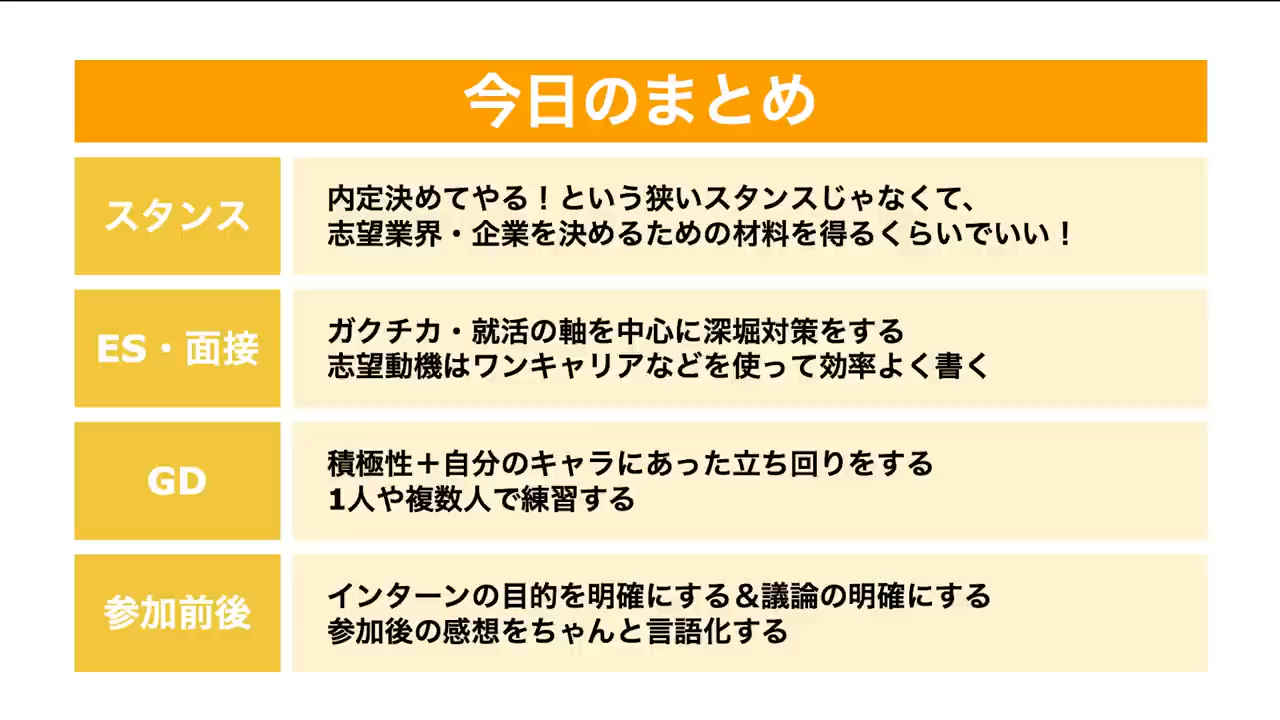 今日のまとめ
スタンス
内定決めてやる！という狭いスタンスじゃなくて、
志望業界・企業を決めるための材料を得るくらいでいい！
ES・面接
ガクチカ・就活の軸を中心に深堀対策をする
志望動機はワンキャリアなどを使って効率よく書く
GD
積極性＋自分のキャラにあった立ち回りをする
1人や複数人で練習する
参加前後
インターンの目的を明確にする＆議論の明確にする
参加後の感想をちゃんと言語化する